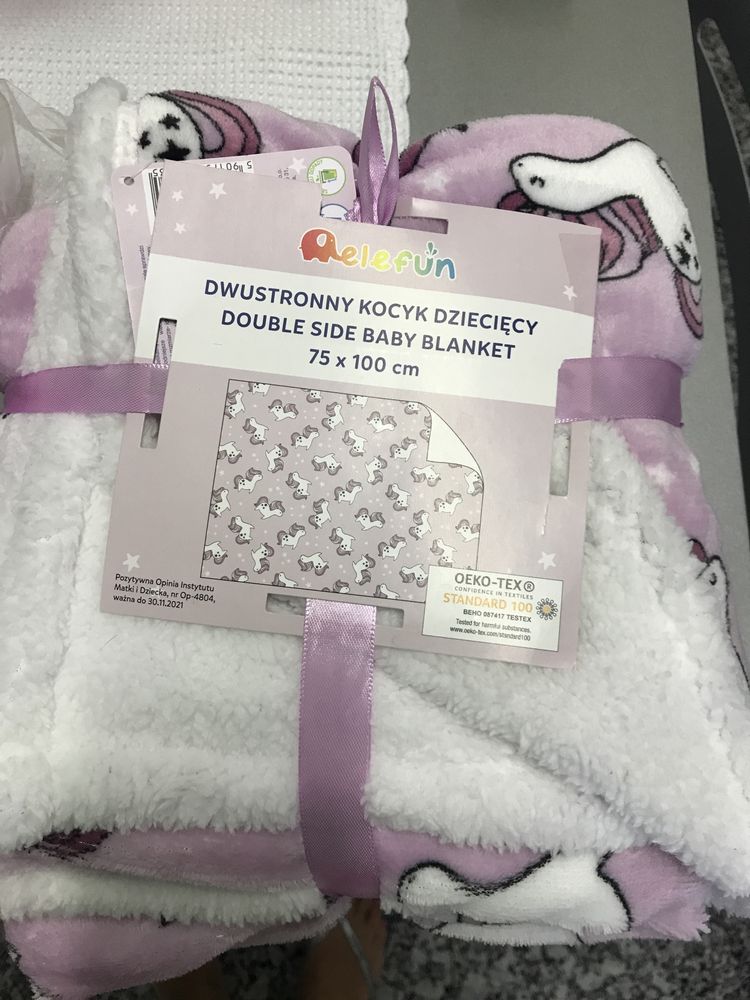 elefun
DWUSTRONNY KOCYK DZIECIĘCY
DOUBLE SIDE BABY BLANKET
75 x 100 cm
Pozytywna Opinia Instytutu
Matki i Dziecka, nr Op-4804,
ważna do 30.11.2021
OEKO-TEX®
CONFIDENCE IN TEXTILES
STANDARD 100
BEHO 087417 TESTEX
Tested for harmful substances.
www.oeko-tex.com/standard100